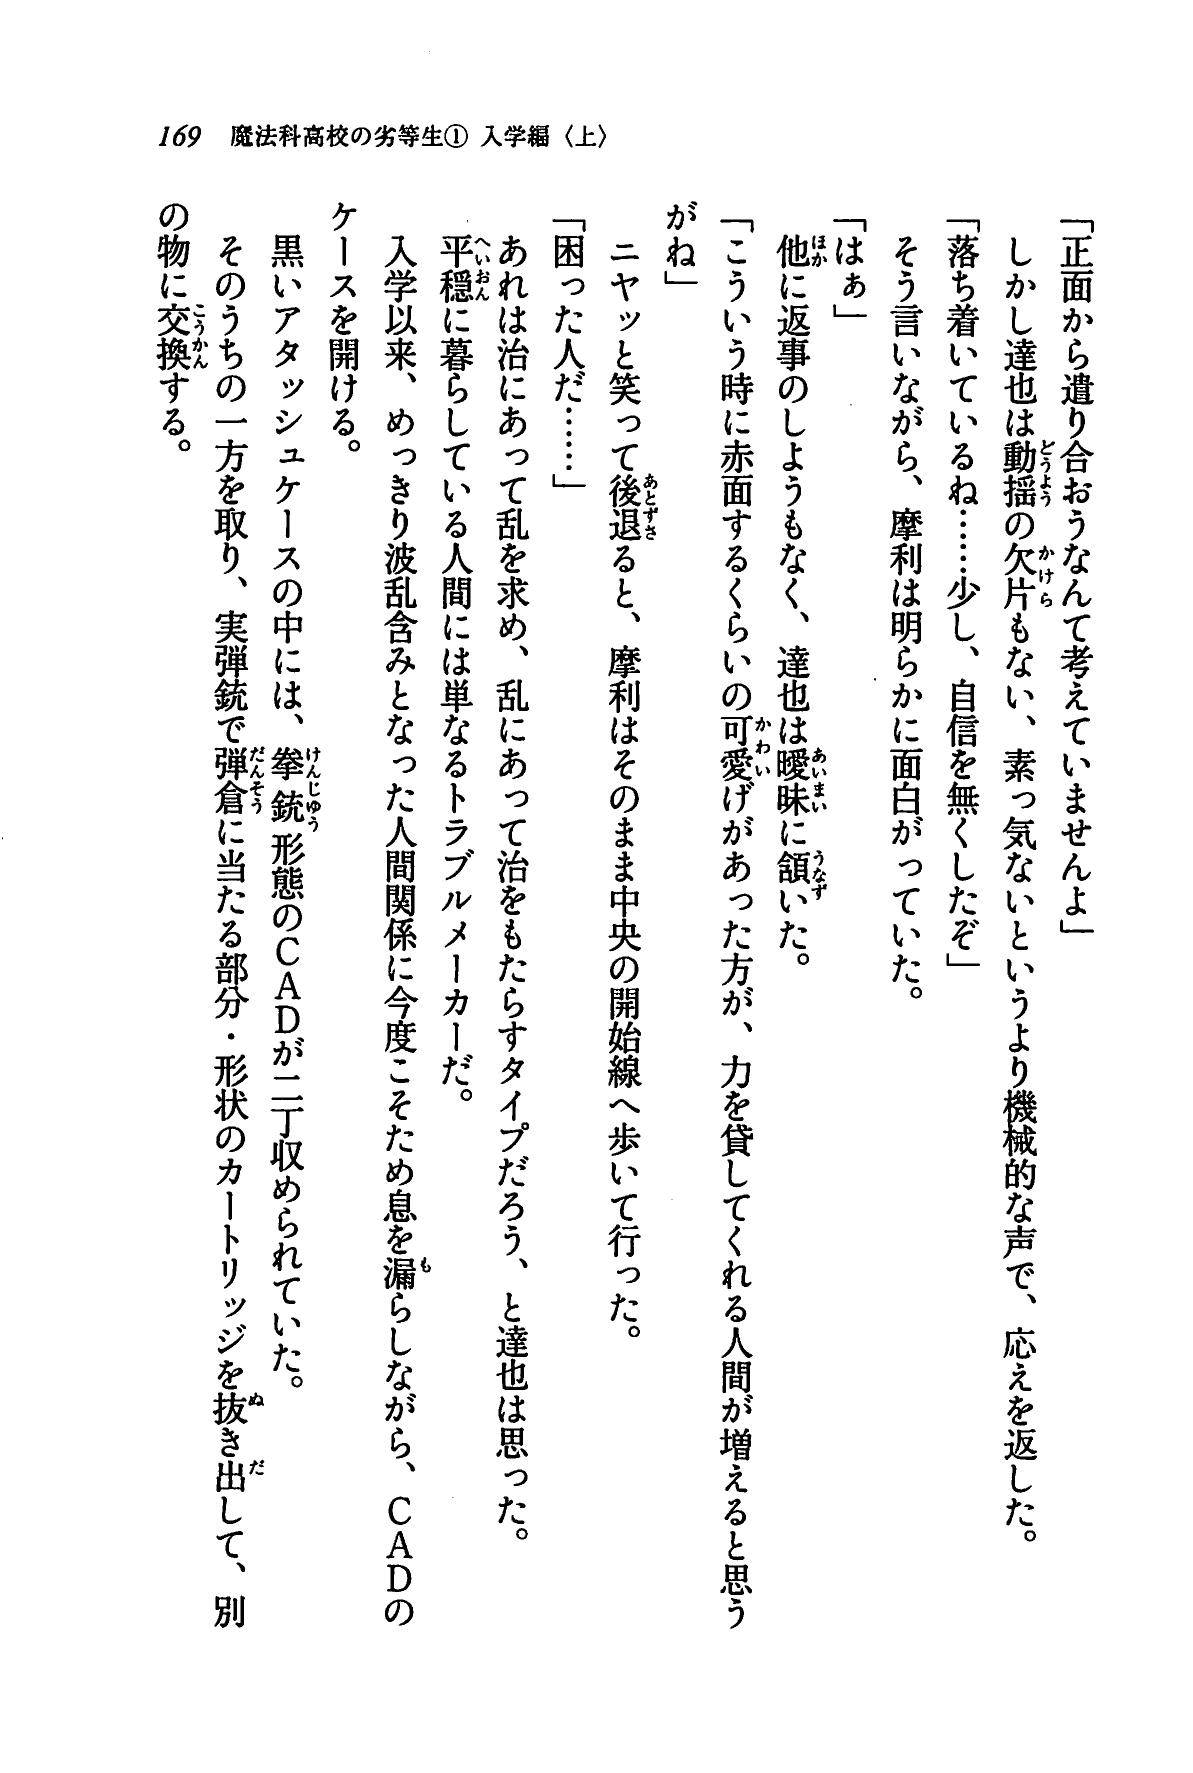 169 魔法科高校の劣等生① 入学編〈上〉
「正面から遣り合おうなんて考えていませんよ」
しかし達也は動揺の欠片もない、素っ気ないというより機械的な声で、応えを返した。
「落ち着いているね……少し、自信を無くしたぞ」
そう言いながら、摩利は明らかに面白がっていた。
「はぁ」
他に返事のしようもなく、達也は曖昧に頷いた。
「こういう時に赤面するくらいの可愛げがあった方が、力を貸してくれる人間が増えると思う
がね」
ニヤッと笑って後退ると、摩利はそのまま中央の開始線へ歩いて行った。
「困った人だ……」
あれは治にあって乱を求め、乱にあって治をもたらすタイプだろう、と達也は思った。
平穏に暮らしている人間には単なるトラブルメーカーだ。
入学以来、めっきり波乱含みとなった人間関係に今度こそため息を漏らしながら、CADの
ケースを開ける。
黒いアタッシュケースの中には、拳銃形態のCADが二丁収められていた。
そのうちの一方を取り、実弾銃で弾倉に当たる部分・形状のカートリッジを抜き出して、別
の物に交換する。